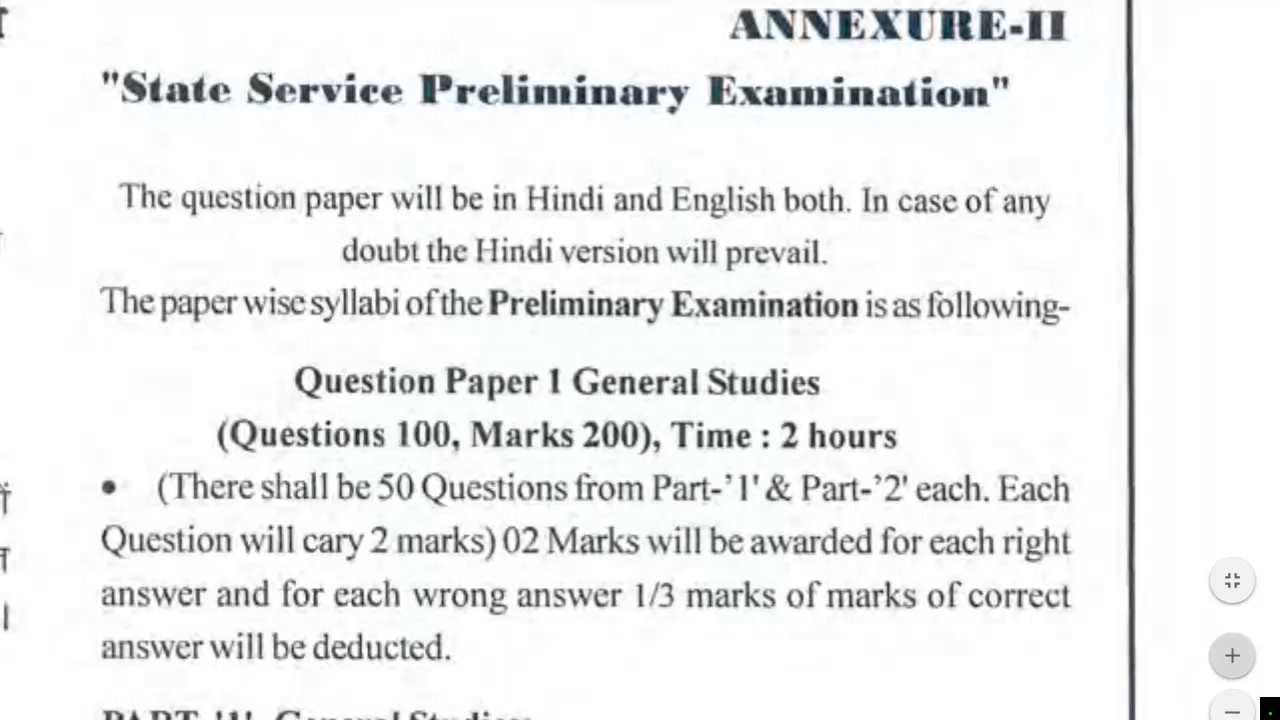 ANNEXURE-II
"State Service Preliminary Examination"
The question paper will be in Hindi and English both. In case of any
doubt the Hindi version will prevail.
The paper wise syllabi of the Preliminary Examination is as following-
Question Paper 1 General Studies
(Questions 100, Marks 200), Time : 2 hours
• (There shall be 50 Questions from Part-'1' & Part-'2' each. Each
Question will cary 2 marks) 02 Marks will be awarded for each right
answer and for each wrong answer 1/3 marks of marks of correct
answer will be deducted.
PART-'1'- General Studies